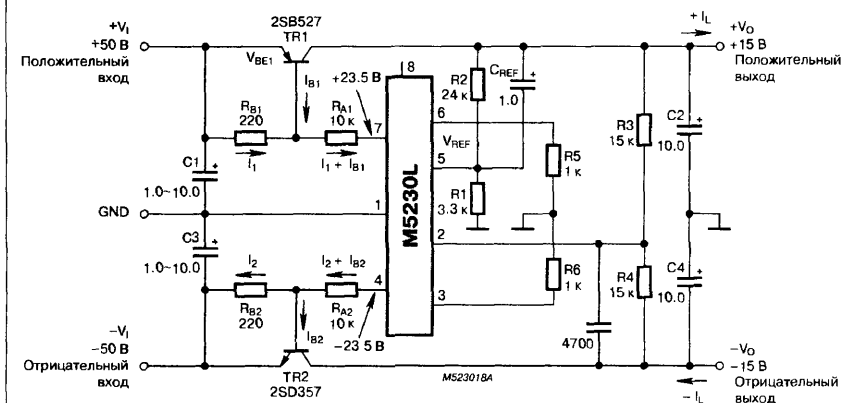 +V_I
+50 В
Положительный
вход
2SB527
TR1
V_BE1
I_B1
R_B1
220
I_1
R_A1
10 к
I_1 + I_B1
+23.5 В
C1
1.0~10.0
GND
C3
1.0~10.0
I_2
R_B2
220
I_2 + I_B2
R_A2
10 к
I_B2
−23.5 В
−V_I
−50 В
Отрицательный
вход
TR2
2SD357
M5230L
8
7
1
4
6
5
2
3
V_REF
R2
24 к
C_REF
1.0
R1
3.3 к
R5
1 к
R6
1 к
R3
15 к
R4
15 к
4700
C2
10.0
C4
10.0
+ I_L
+V_O
+15 В
Положительный
выход
−V_O
−15 В
Отрицательный
выход
− I_L
M523018A